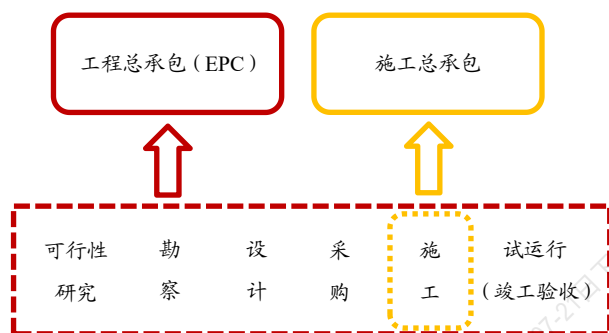 工程总承包（EPC）
施工总承包
可行性研究
勘察
设计
采购
施工
试运行
（竣工验收）